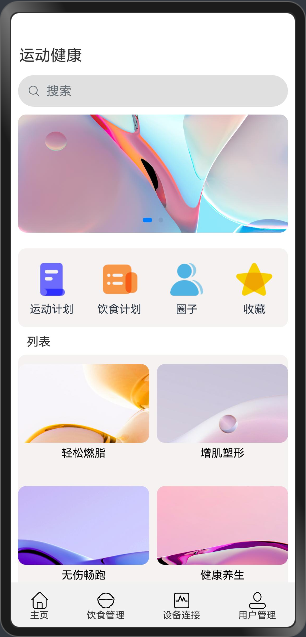 运动健康
搜索
运动计划 饮食计划 圈子 收藏
列表
轻松燃脂 增肌塑形
无伤畅跑 健康养生
主页 饮食管理 设备连接 用户管理